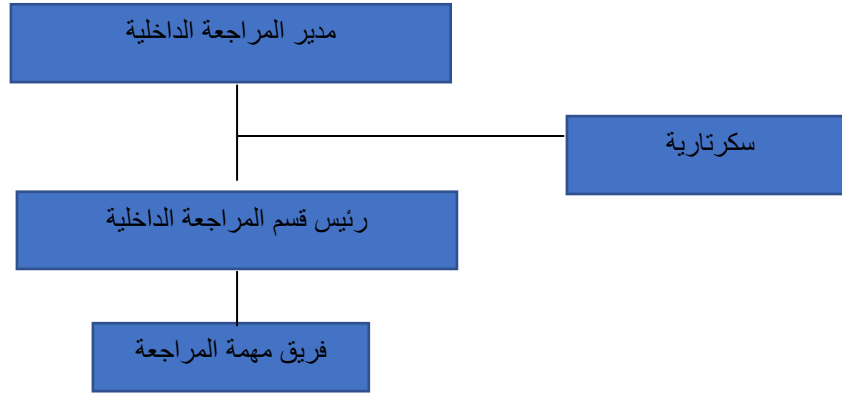 مدير المراجعة الداخلية
سكرتارية
رئيس قسم المراجعة الداخلية
فريق مهمة المراجعة